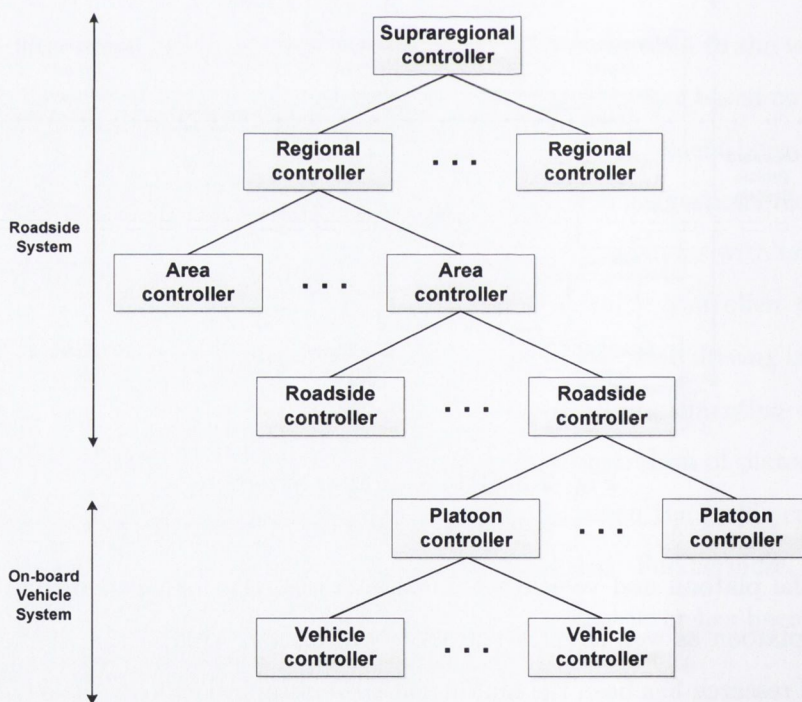 Supraregional
controller
Regional
controller
...
Regional
controller
Roadside
System
Area
controller
...
Area
controller
Roadside
controller
...
Roadside
controller
Platoon
controller
...
Platoon
controller
On-board
Vehicle
System
Vehicle
controller
...
Vehicle
controller